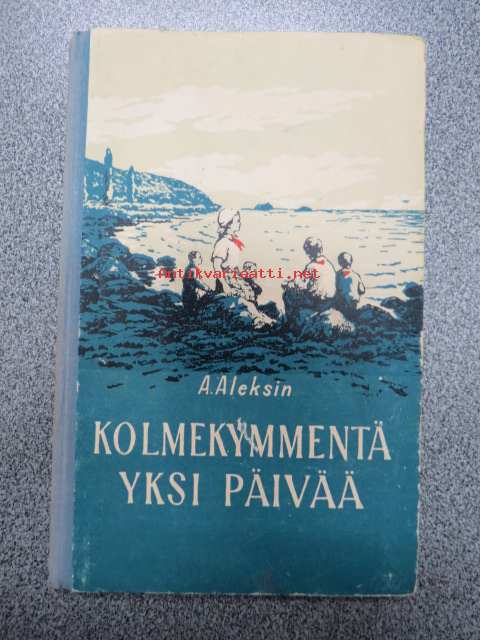 Antikvariaatti.net
A.Aleksin
KOLMEKYMMENTÄ
YKSI PÄIVÄÄ